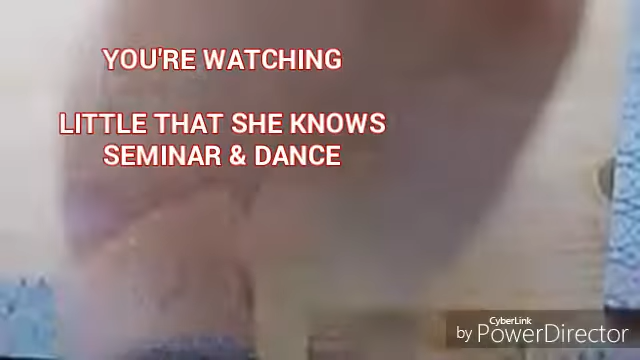 YOU'RE WATCHING
LITTLE THAT SHE KNOWS
SEMINAR & DANCE
CyberLink
by PowerDirector